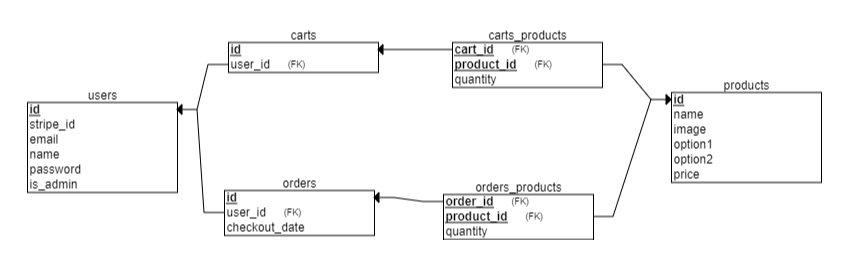 carts
id
user_id (FK)
carts_products
cart_id (FK)
product_id (FK)
quantity
users
id
stripe_id
email
name
password
is_admin
products
id
name
image
option1
option2
price
orders
id
user_id (FK)
checkout_date
orders_products
order_id (FK)
product_id (FK)
quantity